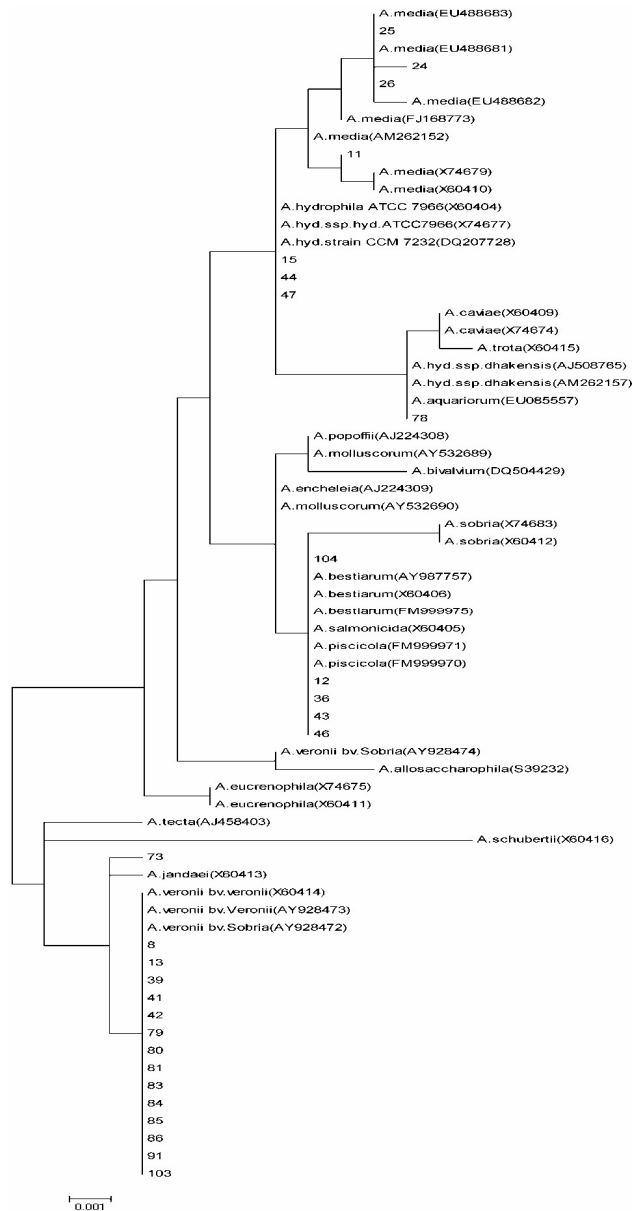 A.media(EU488683)
25
A.media(EU488681)
24
26
A.media(EU488682)
A.media(FJ168773)
A.media(AM262152)
11
A.media(X74679)
A.media(X60410)
A.hydrophila ATCC 7966(X60404)
A.hyd.ssp.hyd.ATCC7966(X74677)
A.hyd.strain CCM 7232(DQ207728)
15
44
47
A.caviae(X60409)
A.caviae(X74674)
A.trota(X60415)
A.hyd.ssp.dhakensis(AJ508765)
A.hyd.ssp.dhakensis(AM262157)
A.aquariorum(EU085557)
78
A.popoffii(AJ224308)
A.molluscorum(AY532689)
A.bivalvium(DQ504429)
A.encheleia(AJ224309)
A.molluscorum(AY532690)
A.sobria(X74683)
A.sobria(X60412)
104
A.bestiarum(AY987757)
A.bestiarum(X60406)
A.bestiarum(FM999975)
A.salmonicida(X60405)
A.piscicola(FM999971)
A.piscicola(FM999970)
12
36
43
46
A.veronii bv.Sobria(AY928474)
A.allosaccharophila(S39232)
A.eucrenophila(X74675)
A.eucrenophila(X60411)
A.tecta(AJ458403)
A.schubertii(X60416)
73
A.jandaei(X60413)
A.veronii bv.veronii(X60414)
A.veronii bv.Veronii(AY928473)
A.veronii bv.Sobria(AY928472)
8
13
39
41
42
79
80
81
83
84
85
86
91
103
0.001